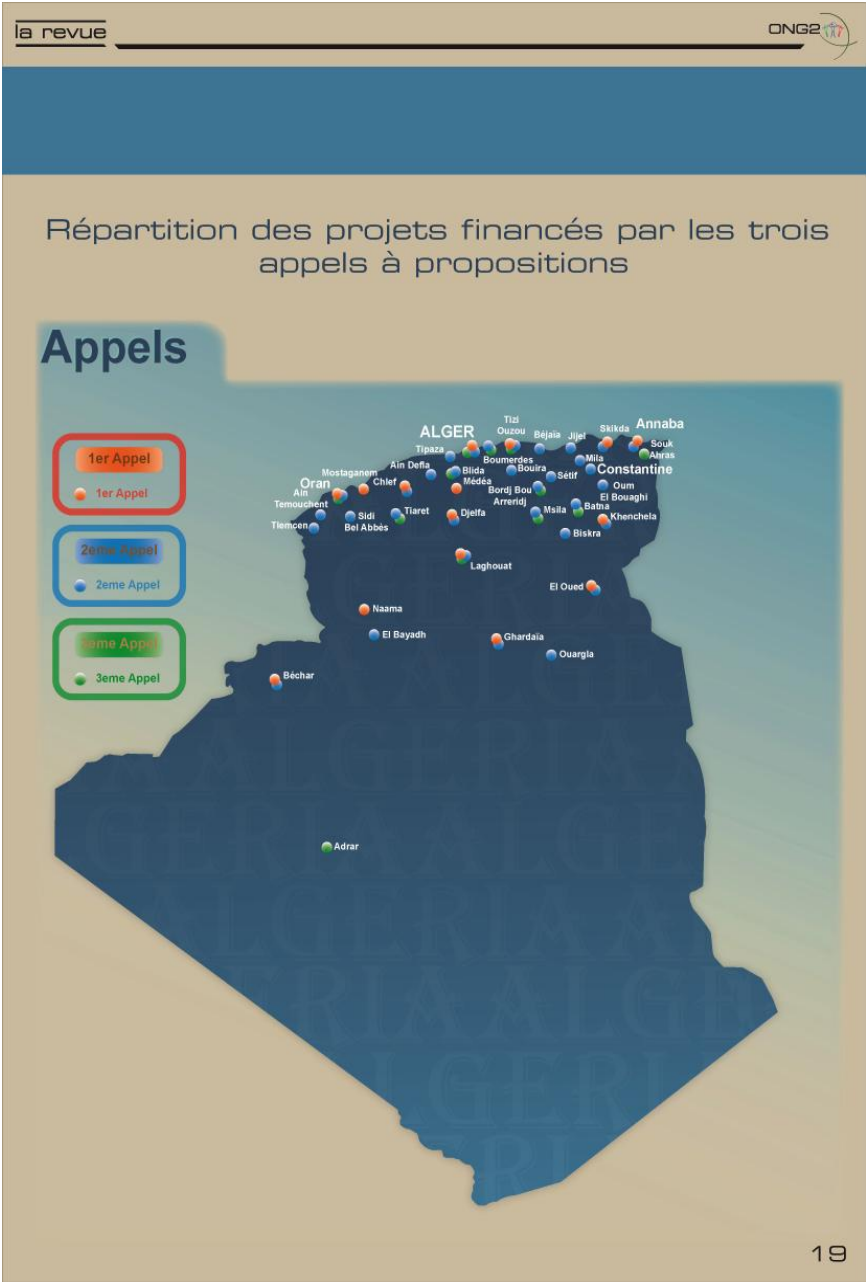 la revue
ONG2
Répartition des projets financés par les trois
appels à propositions
Appels
1er Appel
1er Appel
2eme Appel
2eme Appel
3eme Appel
3eme Appel
ALGER
Tizi
Ouzou
Béjaïa
Jijel
Skikda
Annaba
Souk
Ahras
Tipaza
Boumerdes
Mila
Constantine
Ain Defla
Blida
Bouira
Sétif
Mostaganem
Chlef
Médéa
Bordj Bou
Arreridj
Oum
El Bouaghi
Oran
Ain
Temouchent
Sidi
Bel Abbès
Tiaret
Djelfa
Msila
Batna
Khenchela
Tlemcen
Biskra
Laghouat
El Oued
Naama
El Bayadh
Ghardaïa
Ouargla
Béchar
Adrar
ALGERIA
19